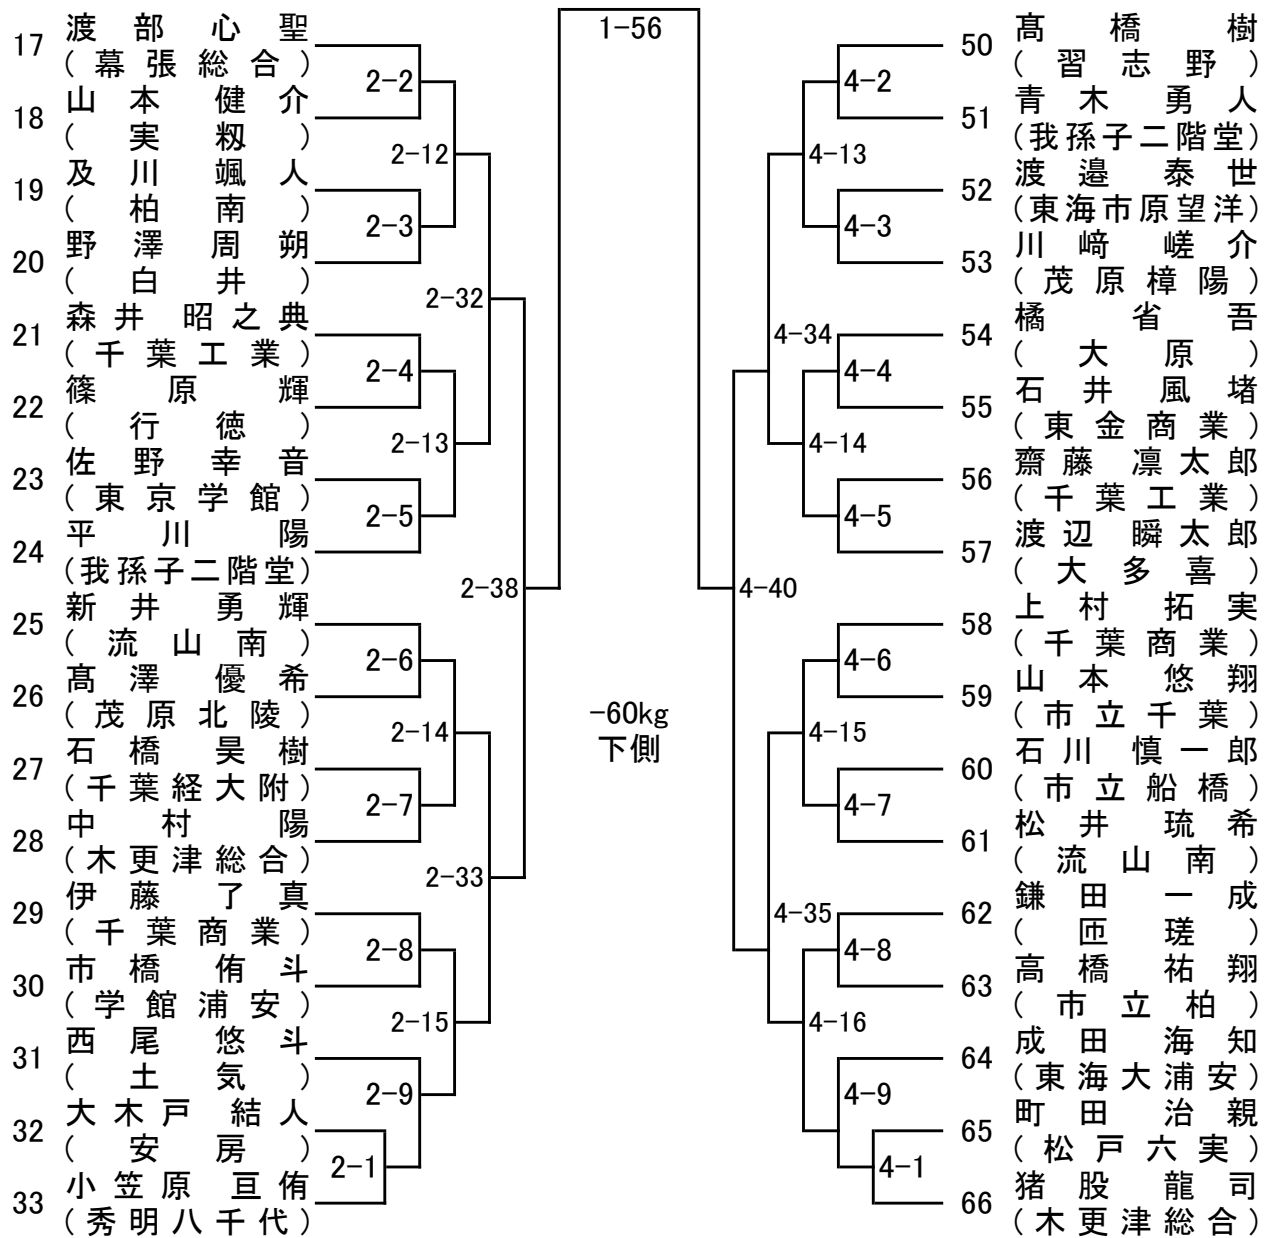 1-56
17 渡部心聖
(幕張総合)
18 山本健介
(実籾)
19 及川颯人
(柏南)
20 野澤周朔
(白井)
21 森井昭之典
(千葉工業)
22 篠原輝
(行徳)
23 佐野幸音
(東京学館)
24 平川陽
(我孫子二階堂)
25 新井勇輝
(流山南)
26 髙澤優希
(茂原北陵)
27 石橋昊樹
(千葉経大附)
28 中村陽
(木更津総合)
29 伊藤了真
(千葉商業)
30 市橋侑斗
(学館浦安)
31 西尾悠斗
(土気)
32 大木戸結人
(安房)
33 小笠原亘侑
(秀明八千代)
2-2
2-12
2-3
2-32
2-4
2-13
2-5
2-38
2-6
2-14
2-7
2-33
2-8
2-15
2-9
2-1
-60kg
下側
4-2
4-13
4-3
4-34
4-4
4-14
4-5
4-40
4-6
4-15
4-7
4-35
4-8
4-16
4-9
4-1
50 髙橋樹
(習志野)
51 青木勇人
(我孫子二階堂)
52 渡邉泰世
(東海市原望洋)
53 川﨑嵯介
(茂原樟陽)
54 橘省吾
(大原)
55 石井風堵
(東金商業)
56 齋藤凛太郎
(千葉工業)
57 渡辺瞬太郎
(大多喜)
58 上村拓実
(千葉商業)
59 山本悠翔
(市立千葉)
60 石川慎一郎
(市立船橋)
61 松井琉希
(流山南)
62 鎌田一成
(匝瑳)
63 高橋祐翔
(市立柏)
64 成田海知
(東海大浦安)
65 町田治親
(松戸六実)
66 猪股龍司
(木更津総合)